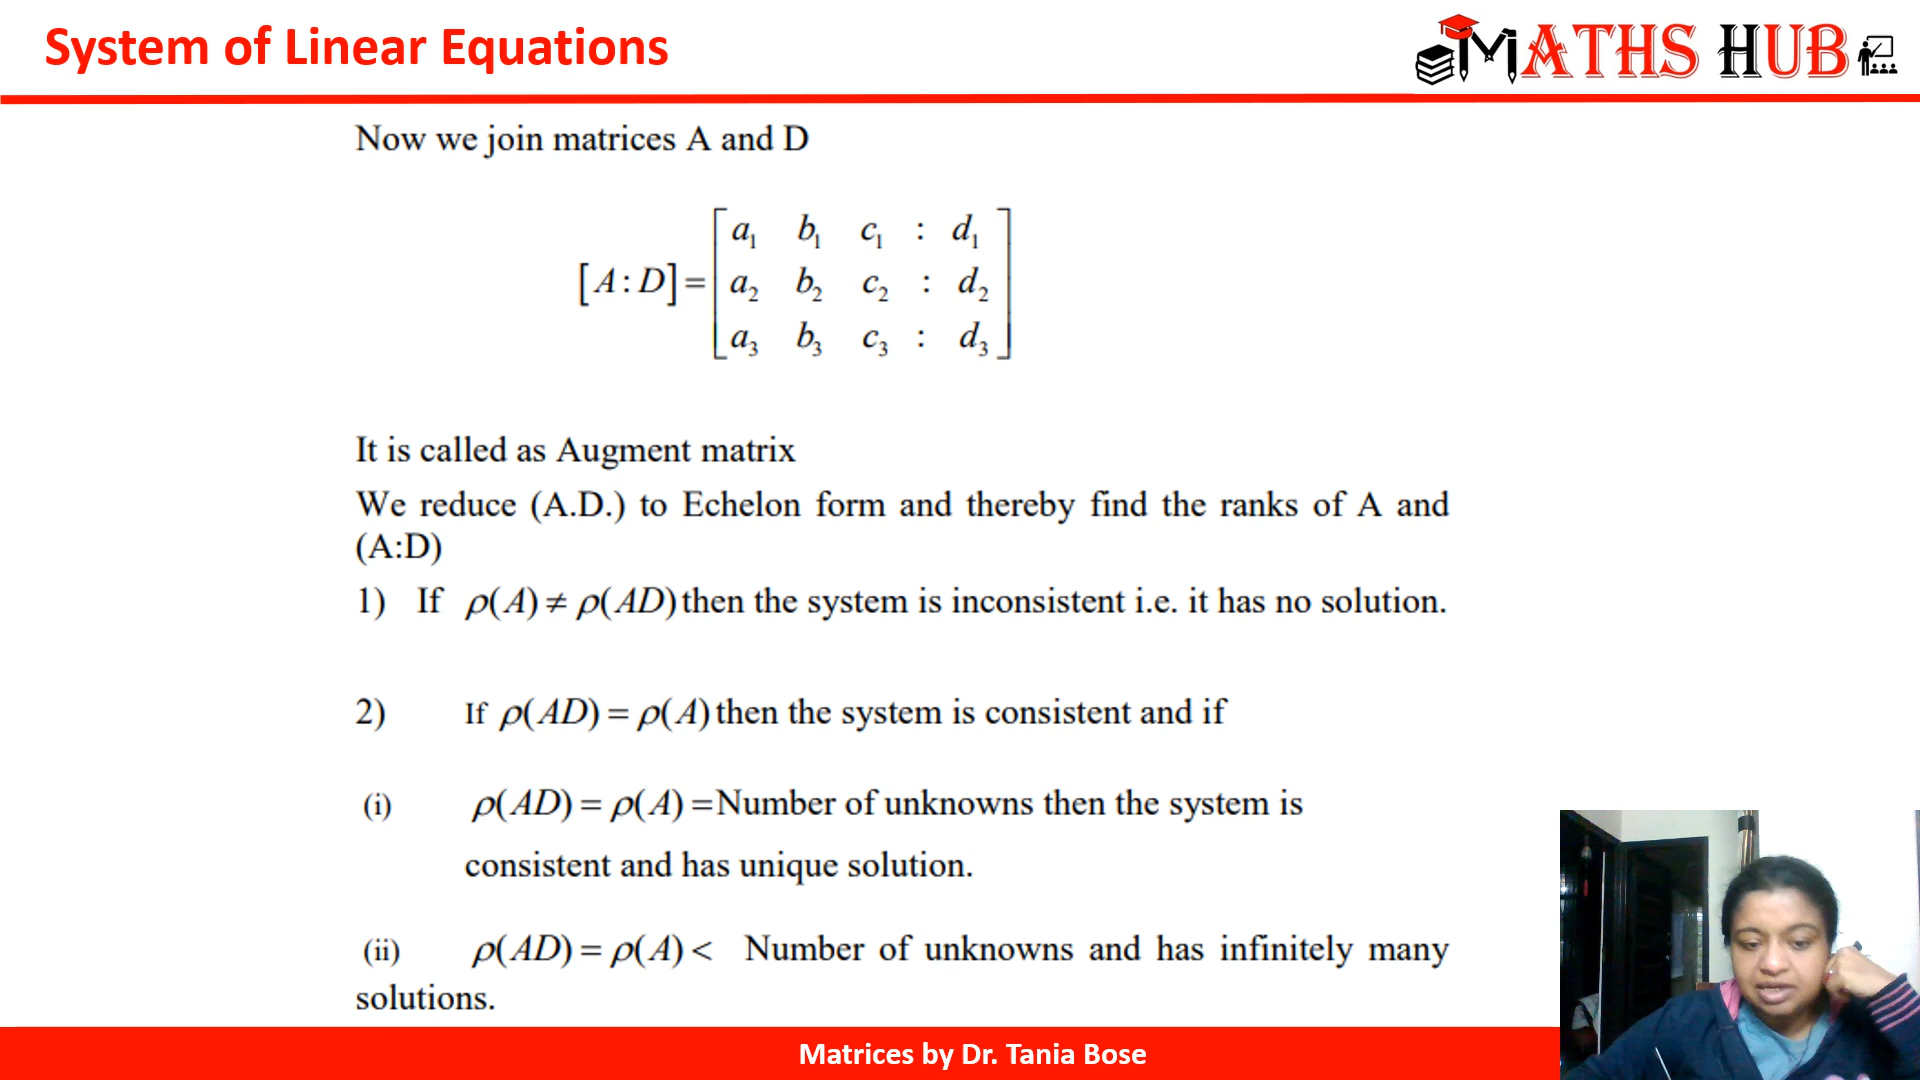 System of Linear Equations
MATHS HUB
Now we join matrices A and D
[A:D]=
a₁ b₁ c₁ : d₁
a₂ b₂ c₂ : d₂
a₃ b₃ c₃ : d₃
It is called as Augment matrix
We reduce (A.D.) to Echelon form and thereby find the ranks of A and
(A:D)
1) If ρ(A) ≠ ρ(AD) then the system is inconsistent i.e. it has no solution.
2) If ρ(AD) = ρ(A) then the system is consistent and if
(i) ρ(AD) = ρ(A) = Number of unknowns then the system is
consistent and has unique solution.
(ii) ρ(AD) = ρ(A) < Number of unknowns and has infinitely many
solutions.
Matrices by Dr. Tania Bose